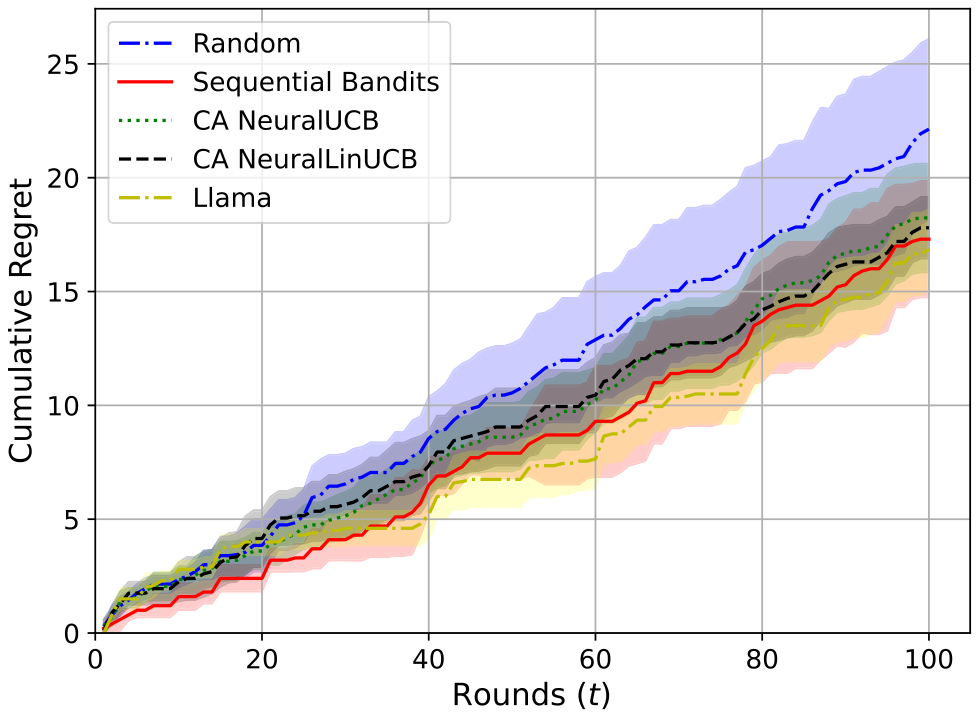 Random
Sequential Bandits
CA NeuralUCB
CA NeuralLinUCB
Llama
Cumulative Regret
25
20
15
10
5
0
0 20 40 60 80 100
Rounds (t)